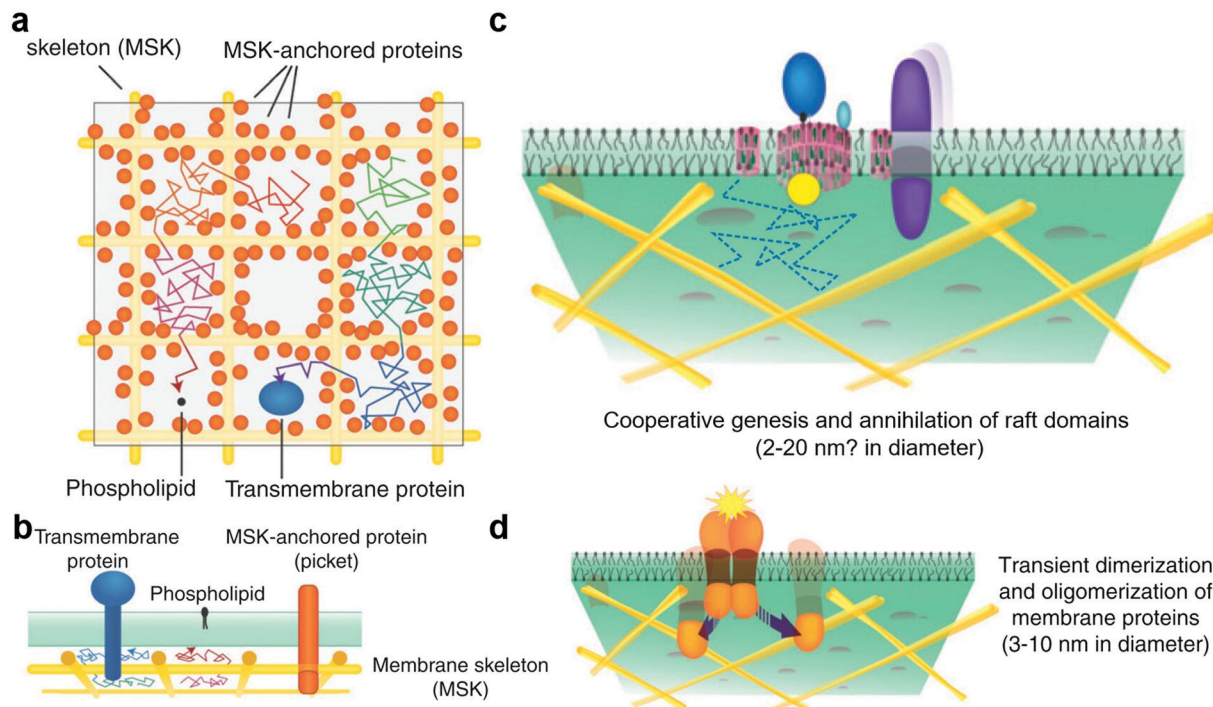 a
skeleton (MSK)
MSK-anchored proteins
Phospholipid
Transmembrane protein
b
Transmembrane
protein
Phospholipid
MSK-anchored protein
(picket)
Membrane skeleton
(MSK)
c
Cooperative genesis and annihilation of raft domains
(2-20 nm? in diameter)
d
Transient dimerization
and oligomerization of
membrane proteins
(3-10 nm in diameter)